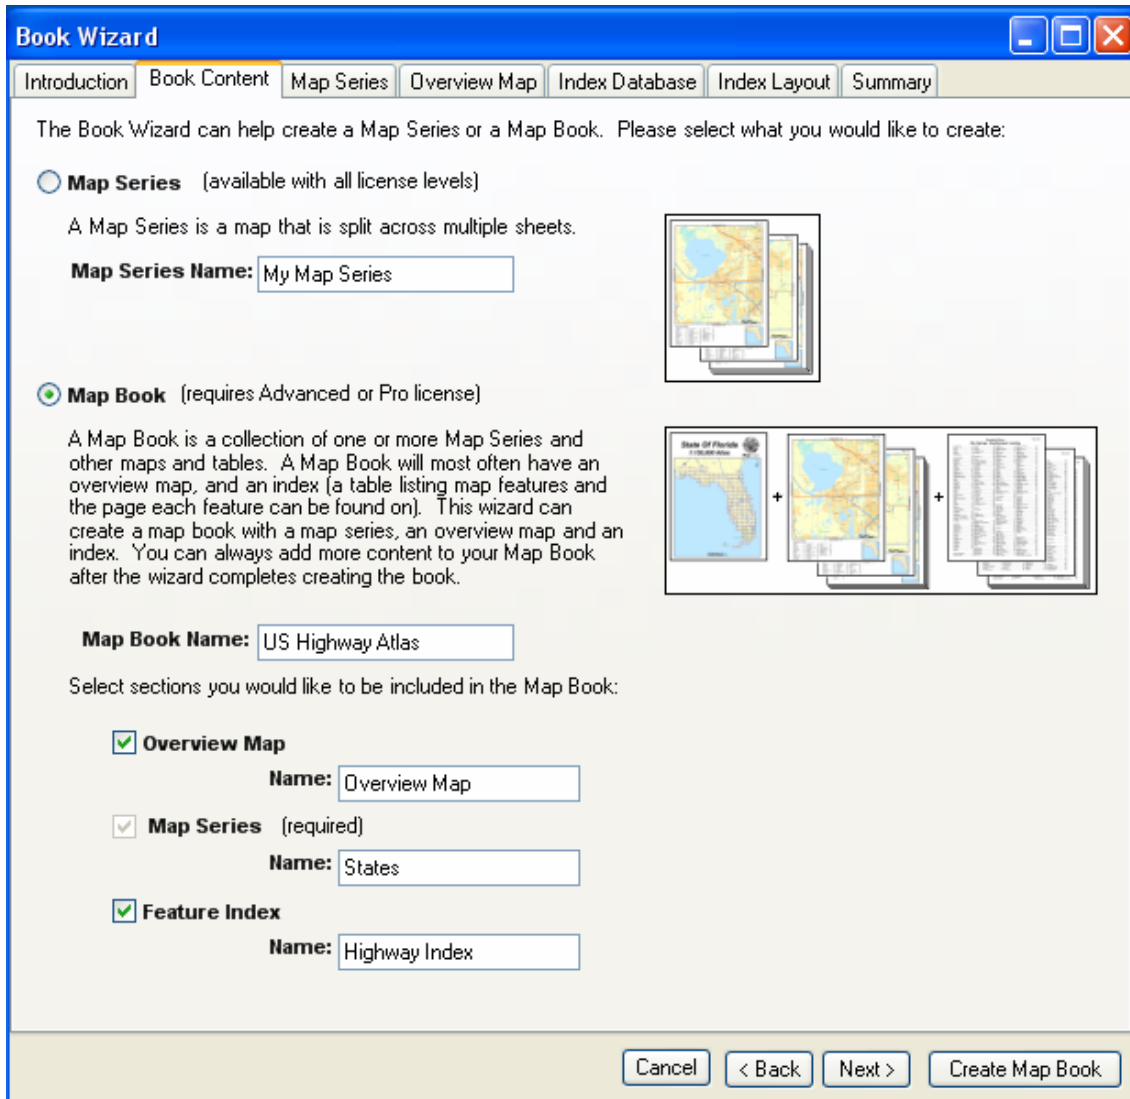 Book Wizard
Introduction Book Content Map Series Overview Map Index Database Index Layout Summary
The Book Wizard can help create a Map Series or a Map Book. Please select what you would like to create:
Map Series (available with all license levels)
A Map Series is a map that is split across multiple sheets.
Map Series Name: My Map Series
Map Book (requires Advanced or Pro license)
A Map Book is a collection of one or more Map Series and
other maps and tables. A Map Book will most often have an
overview map, and an index (a table listing map features and
the page each feature can be found on). This wizard can
create a map book with a map series, an overview map and an
index. You can always add more content to your Map Book
after the wizard completes creating the book.
State Of Florida
+ +
Map Book Name: US Highway Atlas
Select sections you would like to be included in the Map Book:
Overview Map
Name: Overview Map
Map Series (required)
Name: States
Feature Index
Name: Highway Index
Cancel < Back Next > Create Map Book